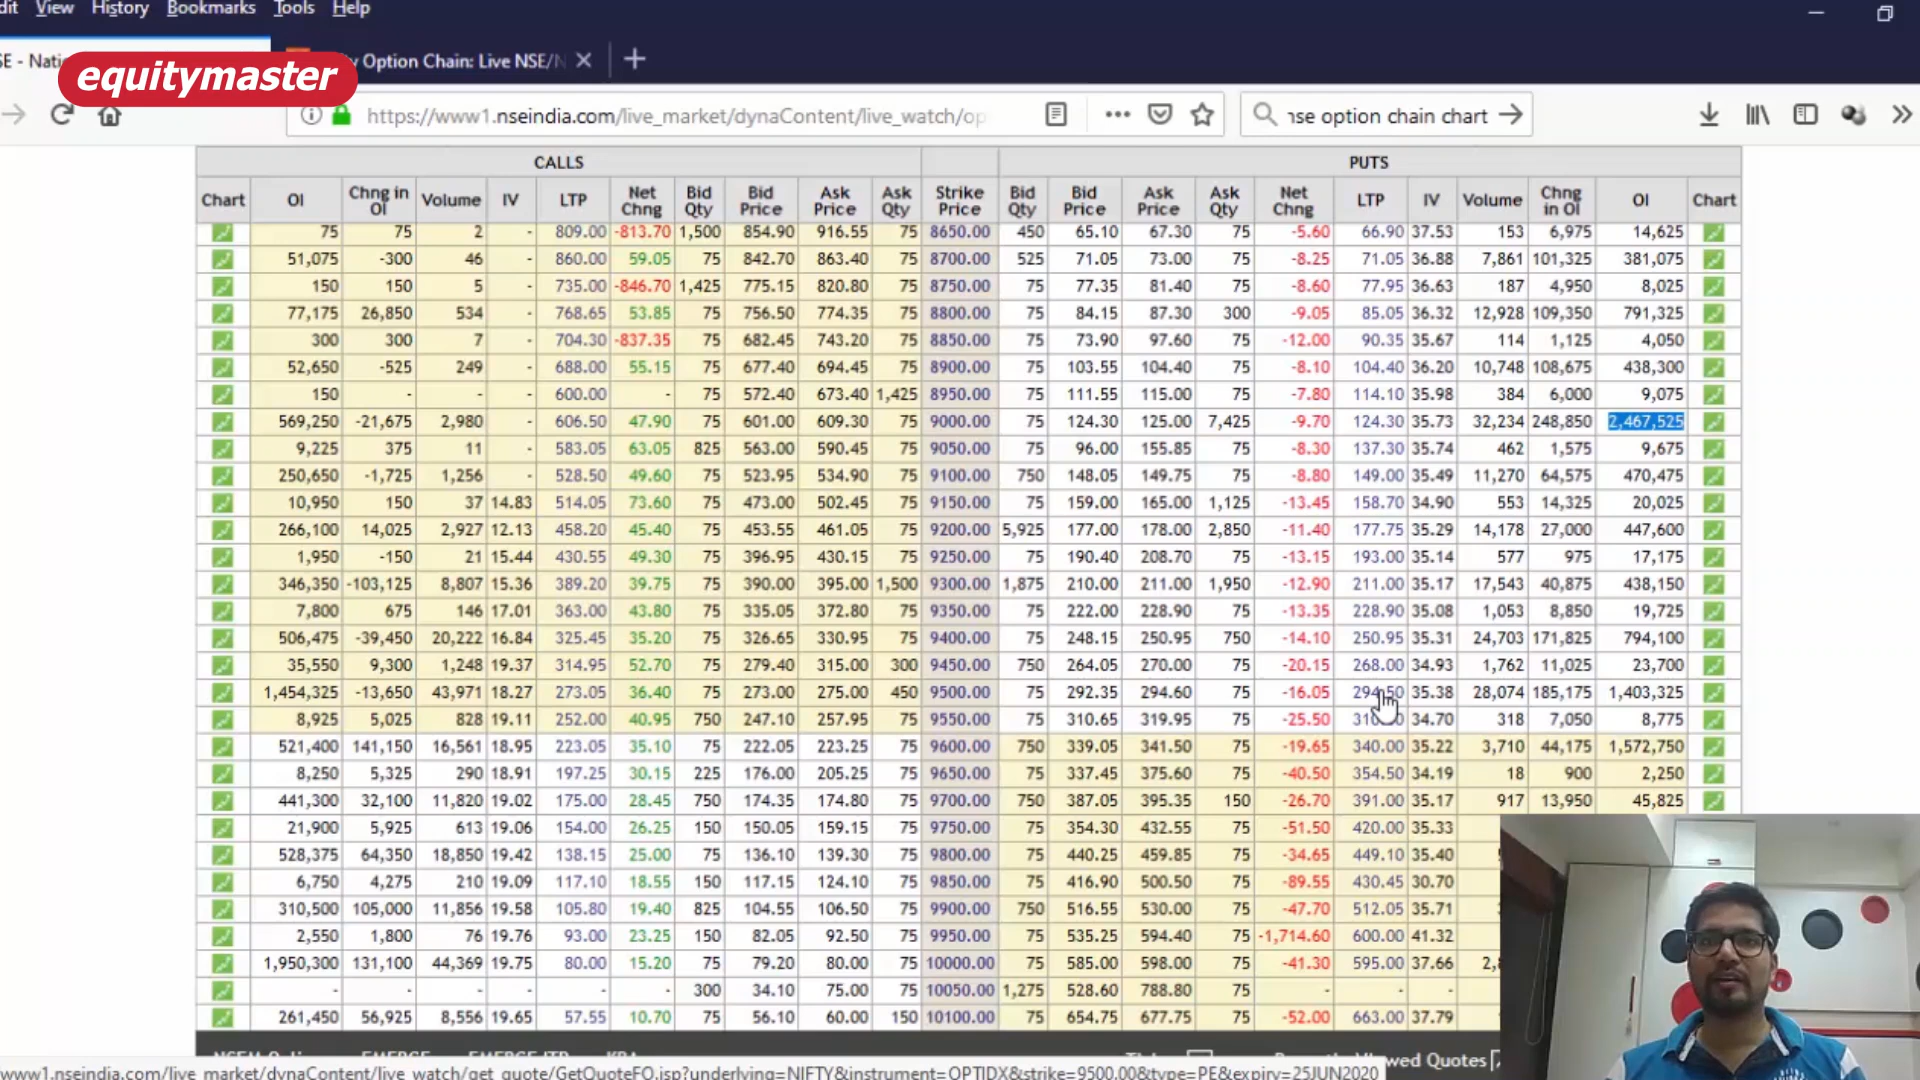 dit View History Bookmarks Tools Help
SE - Nati
equitymaster
y Option Chain: Live NSE/N
https://www1.nseindia.com/live_market/dynaContent/live_watch/op
nse option chain chart
CALLS PUTS
Chart OI Chng in OI Volume IV LTP Net Chng Bid Qty Bid Price Ask Price Ask Qty Strike Price Bid Qty Bid Price Ask Price Ask Qty Net Chng LTP IV Volume Chng in OI OI Chart
75 75 2 - 809.00 -813.70 1,500 854.90 916.55 75 8650.00 450 65.10 67.30 75 -5.60 66.90 37.53 153 6,975 14,625
51,075 -300 46 - 860.00 59.05 75 842.70 863.40 75 8700.00 525 71.05 73.00 75 -8.25 71.05 36.88 7,861 101,325 381,075
150 150 5 - 735.00 -846.70 1,425 775.15 820.80 75 8750.00 75 77.35 81.40 75 -8.60 77.95 36.63 187 4,950 8,025
77,175 26,850 534 - 768.65 53.85 75 756.50 774.35 75 8800.00 75 84.15 87.30 300 -9.05 85.05 36.32 12,928 109,350 791,325
300 300 7 - 704.30 -837.35 75 682.45 743.20 75 8850.00 75 73.90 97.60 75 -12.00 90.35 35.67 114 1,125 4,050
52,650 -525 249 - 688.00 55.15 75 677.40 694.45 75 8900.00 75 103.55 104.40 75 -8.10 104.40 36.20 10,748 108,675 438,300
150 - - - 600.00 - 75 572.40 673.40 1,425 8950.00 75 111.55 115.00 75 -7.80 114.10 35.98 384 6,000 9,075
569,250 -21,675 2,980 - 606.50 47.90 75 601.00 609.30 75 9000.00 75 124.30 125.00 7,425 -9.70 124.30 35.73 32,234 248,850 2,467,525
9,225 375 11 - 583.05 63.05 825 563.00 590.45 75 9050.00 75 96.00 155.85 75 -8.30 137.30 35.74 462 1,575 9,675
250,650 -1,725 1,256 - 528.50 49.60 75 523.95 534.90 75 9100.00 750 148.05 149.75 75 -8.80 149.00 35.49 11,270 64,575 470,475
10,950 150 37 14.83 514.05 73.60 75 473.00 502.45 75 9150.00 75 159.00 165.00 1,125 -13.45 158.70 34.90 553 14,325 20,025
266,100 14,025 2,927 12.13 458.20 45.40 75 453.55 461.05 75 9200.00 5,925 177.00 178.00 2,850 -11.40 177.75 35.29 14,178 27,000 447,600
1,950 -150 21 15.44 430.55 49.30 75 396.95 430.15 75 9250.00 75 190.40 208.70 75 -13.15 193.00 35.14 577 975 17,175
346,350 -103,125 8,807 15.36 389.20 39.75 75 390.00 395.00 1,500 9300.00 1,875 210.00 211.00 1,950 -12.90 211.00 35.17 17,543 40,875 438,150
7,800 675 146 17.01 363.00 43.80 75 335.05 372.80 75 9350.00 75 222.00 228.90 75 -13.35 228.90 35.08 1,053 8,850 19,725
506,475 -39,450 20,222 16.84 325.45 35.20 75 326.65 330.95 75 9400.00 75 248.15 250.95 750 -14.10 250.95 35.31 24,703 171,825 794,100
35,550 9,300 1,248 19.37 314.95 52.70 75 279.40 315.00 300 9450.00 750 264.05 270.00 75 -20.15 268.00 34.93 1,762 11,025 23,700
1,454,325 -13,650 43,971 18.27 273.05 36.40 75 273.00 275.00 450 9500.00 75 292.35 294.60 75 -16.05 294.50 35.38 28,074 185,175 1,403,325
8,925 5,025 828 19.11 252.00 40.95 750 247.10 257.95 75 9550.00 75 310.65 319.95 75 -25.50 34.70 318 7,050 8,775
521,400 141,150 16,561 18.95 223.05 35.10 75 222.05 223.25 75 9600.00 750 339.05 341.50 75 -19.65 340.00 35.22 3,710 44,175 1,572,750
8,250 5,325 290 18.91 197.25 30.15 225 176.00 205.25 75 9650.00 75 337.45 375.60 75 -40.50 354.50 34.19 18 900 2,250
441,300 32,100 11,820 19.02 175.00 28.45 750 174.35 174.80 75 9700.00 750 387.05 395.35 150 -26.70 391.00 35.17 917 13,950 45,825
21,900 5,925 613 19.06 154.00 26.25 150 150.05 159.15 75 9750.00 75 354.30 432.55 75 -51.50 420.00 35.33
528,375 64,350 18,850 19.42 138.15 25.00 75 136.10 139.30 75 9800.00 75 440.25 459.85 75 -34.65 449.10 35.40
6,750 4,275 210 19.09 117.10 18.55 150 117.15 124.10 75 9850.00 75 416.90 500.50 75 -89.55 430.45 30.70
310,500 105,000 11,856 19.58 105.80 19.40 825 104.55 106.50 75 9900.00 750 516.55 530.00 75 -47.70 512.05 35.71
2,550 1,800 76 19.76 93.00 23.25 150 82.05 92.50 75 9950.00 75 535.25 594.40 75 -1,714.60 600.00 41.32
1,950,300 131,100 44,369 19.75 80.00 15.20 75 79.20 80.00 75 10000.00 75 585.00 598.00 75 -41.30 595.00 37.66 2,
- - - - - - 300 34.10 75.00 75 10050.00 1,275 528.60 788.80 75 - - -
261,450 56,925 8,556 19.65 57.55 10.70 75 56.10 60.00 150 10100.00 75 654.75 677.75 75 -52.00 663.00 37.79
Viewed Quotes
www1.nseindia.com/live_market/dynaContent/live_watch/get_quote/GetQuoteFO.jsp?underlying=NIFTY&instrument=OPTIDX&strike=9500.00&type=PE&expiry=25JUN2020